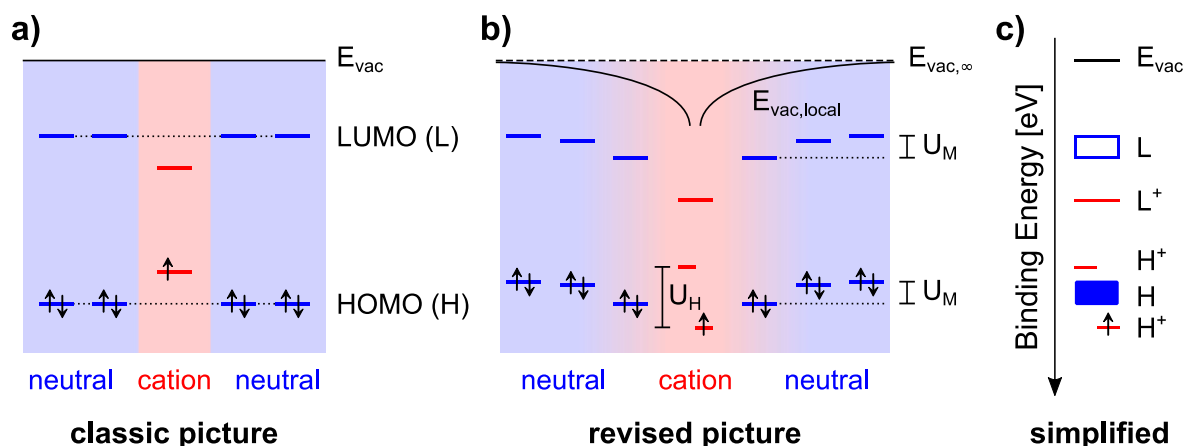 a)
E_vac
LUMO (L)
HOMO (H)
neutral cation neutral
classic picture
b)
E_vac,∞
E_vac,local
U_M
U_H
U_M
neutral cation neutral
revised picture
c)
Binding Energy [eV]
E_vac
L
L⁺
H⁺
H
H⁺
simplified